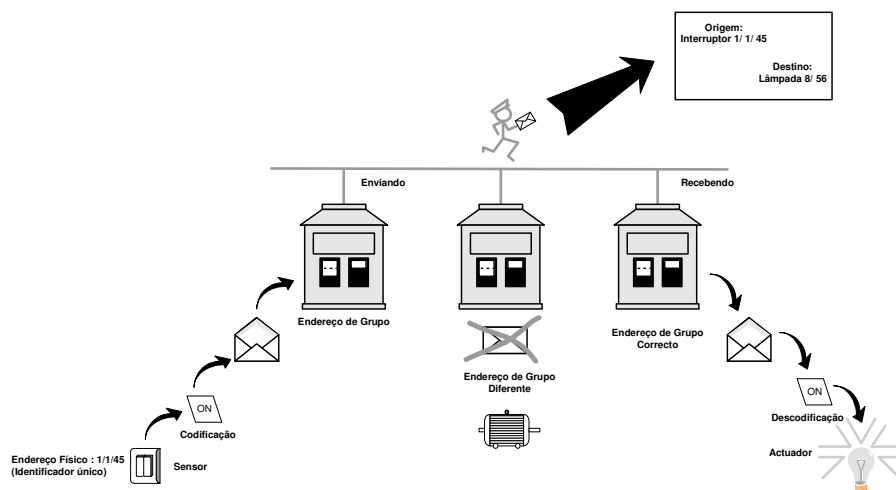 Origem:
Interruptor 1/ 1/ 45
Destino:
Lâmpada 8/ 56
Enviando
Recebendo
Endereço de Grupo
Endereço de Grupo
Correcto
Endereço de Grupo
Diferente
ON
Codificação
ON
Descodificação
Endereço Físico : 1/1/45
(Identificador único)
Sensor
Actuador